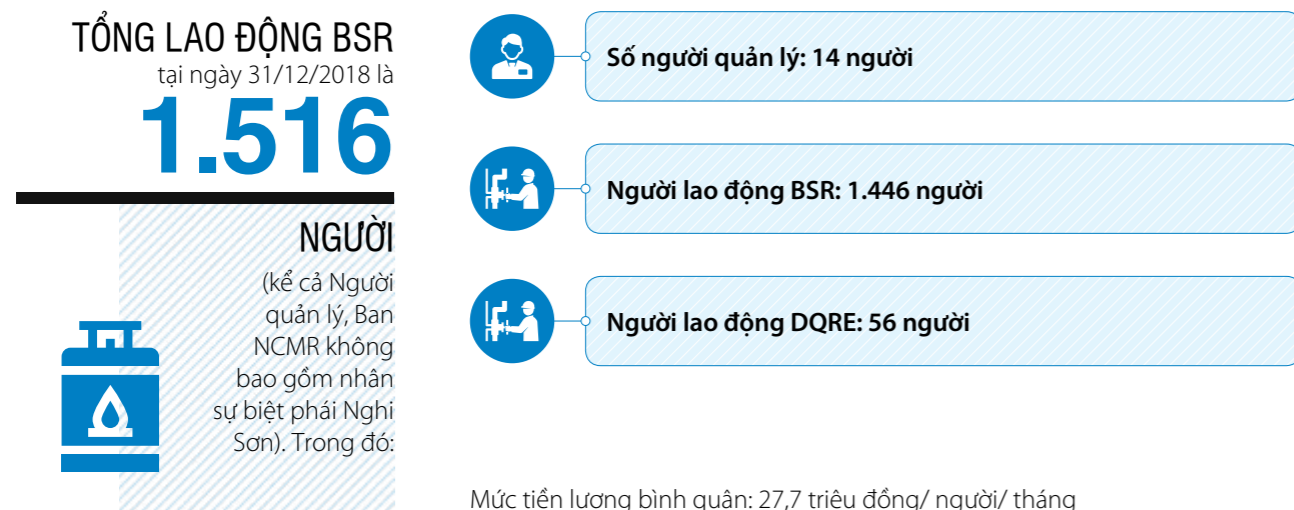 TỔNG LAO ĐỘNG BSR
tại ngày 31/12/2018 là
1.516
NGƯỜI
(kể cả Người
quản lý, Ban
NCMR không
bao gồm nhân
sự biệt phái Nghi
Sơn). Trong đó:
Số người quản lý: 14 người
Người lao động BSR: 1.446 người
Người lao động DQRE: 56 người
Mức tiền lương bình quân: 27,7 triệu đồng/ người/ tháng